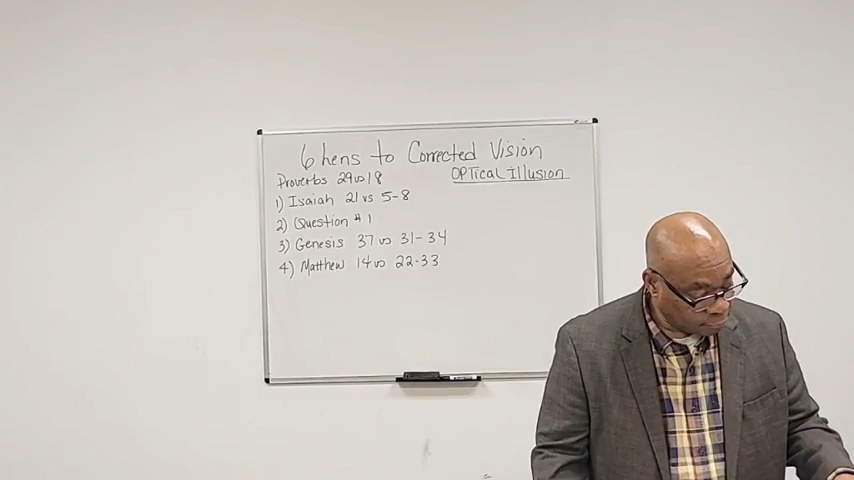 6 Lens to Corrected Vision
Proverbs 29 vs 18
OPTical Illusion
1) Isaiah 21 vs 5-8
2) Question #1
3) Genesis 37 vs 31-34
4) Matthew 14 vs 22-33